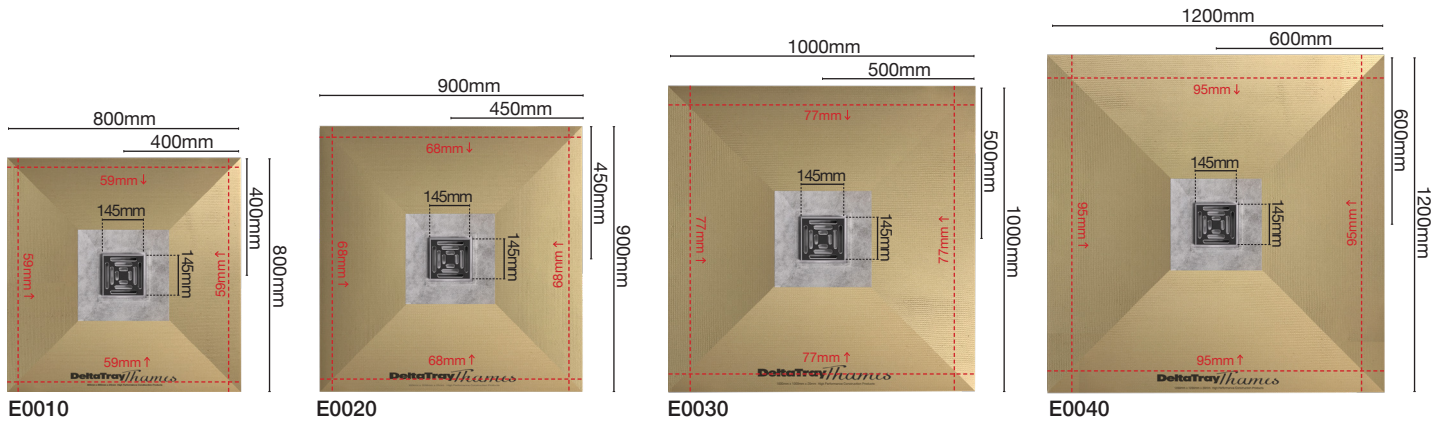 800mm
400mm
59mm ↓
145mm
145mm
59mm ↑
59mm ↑
59mm ↑
400mm
800mm
DeltaTray Thames
E0010
900mm
450mm
68mm ↓
145mm
145mm
68mm ↑
68mm ↑
68mm ↑
450mm
900mm
DeltaTray Thames
E0020
1000mm
500mm
77mm ↓
145mm
145mm
77mm ↑
77mm ↑
77mm ↑
500mm
1000mm
DeltaTray Thames
E0030
1200mm
600mm
95mm ↓
145mm
145mm
95mm ↑
95mm ↑
95mm ↑
600mm
1200mm
DeltaTray Thames
E0040